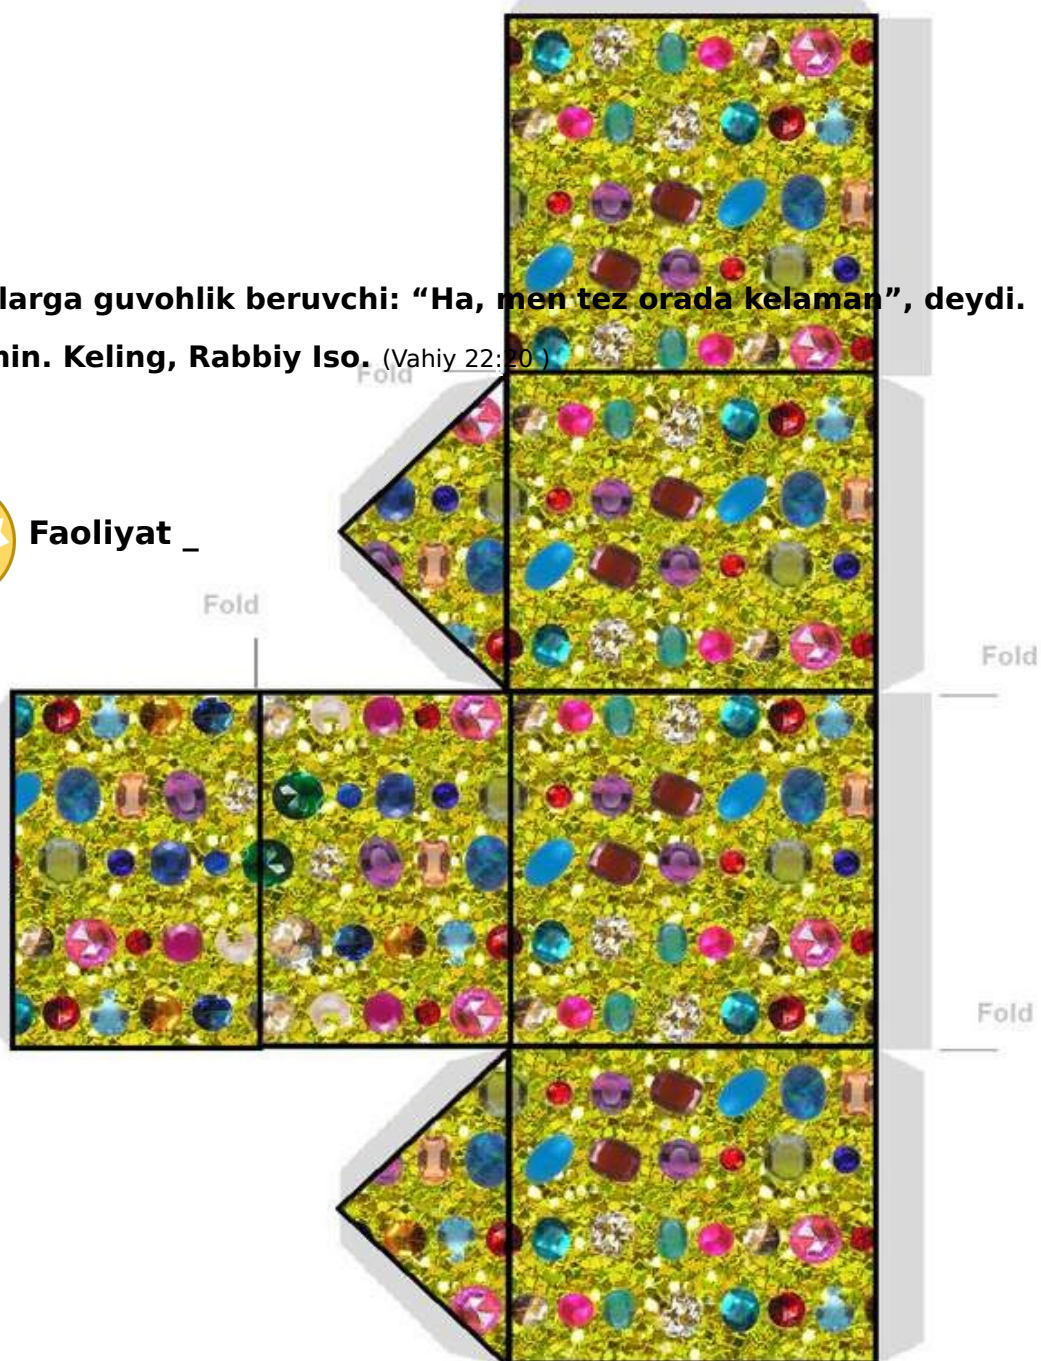 larga guvohlik beruvchi: “Ha, men tez orada kelaman”, deydi.
Keling, Rabbiy Iso. (Vahiy 22:20 )
Fold
Faoliyat _
Fold
Fold
Fold